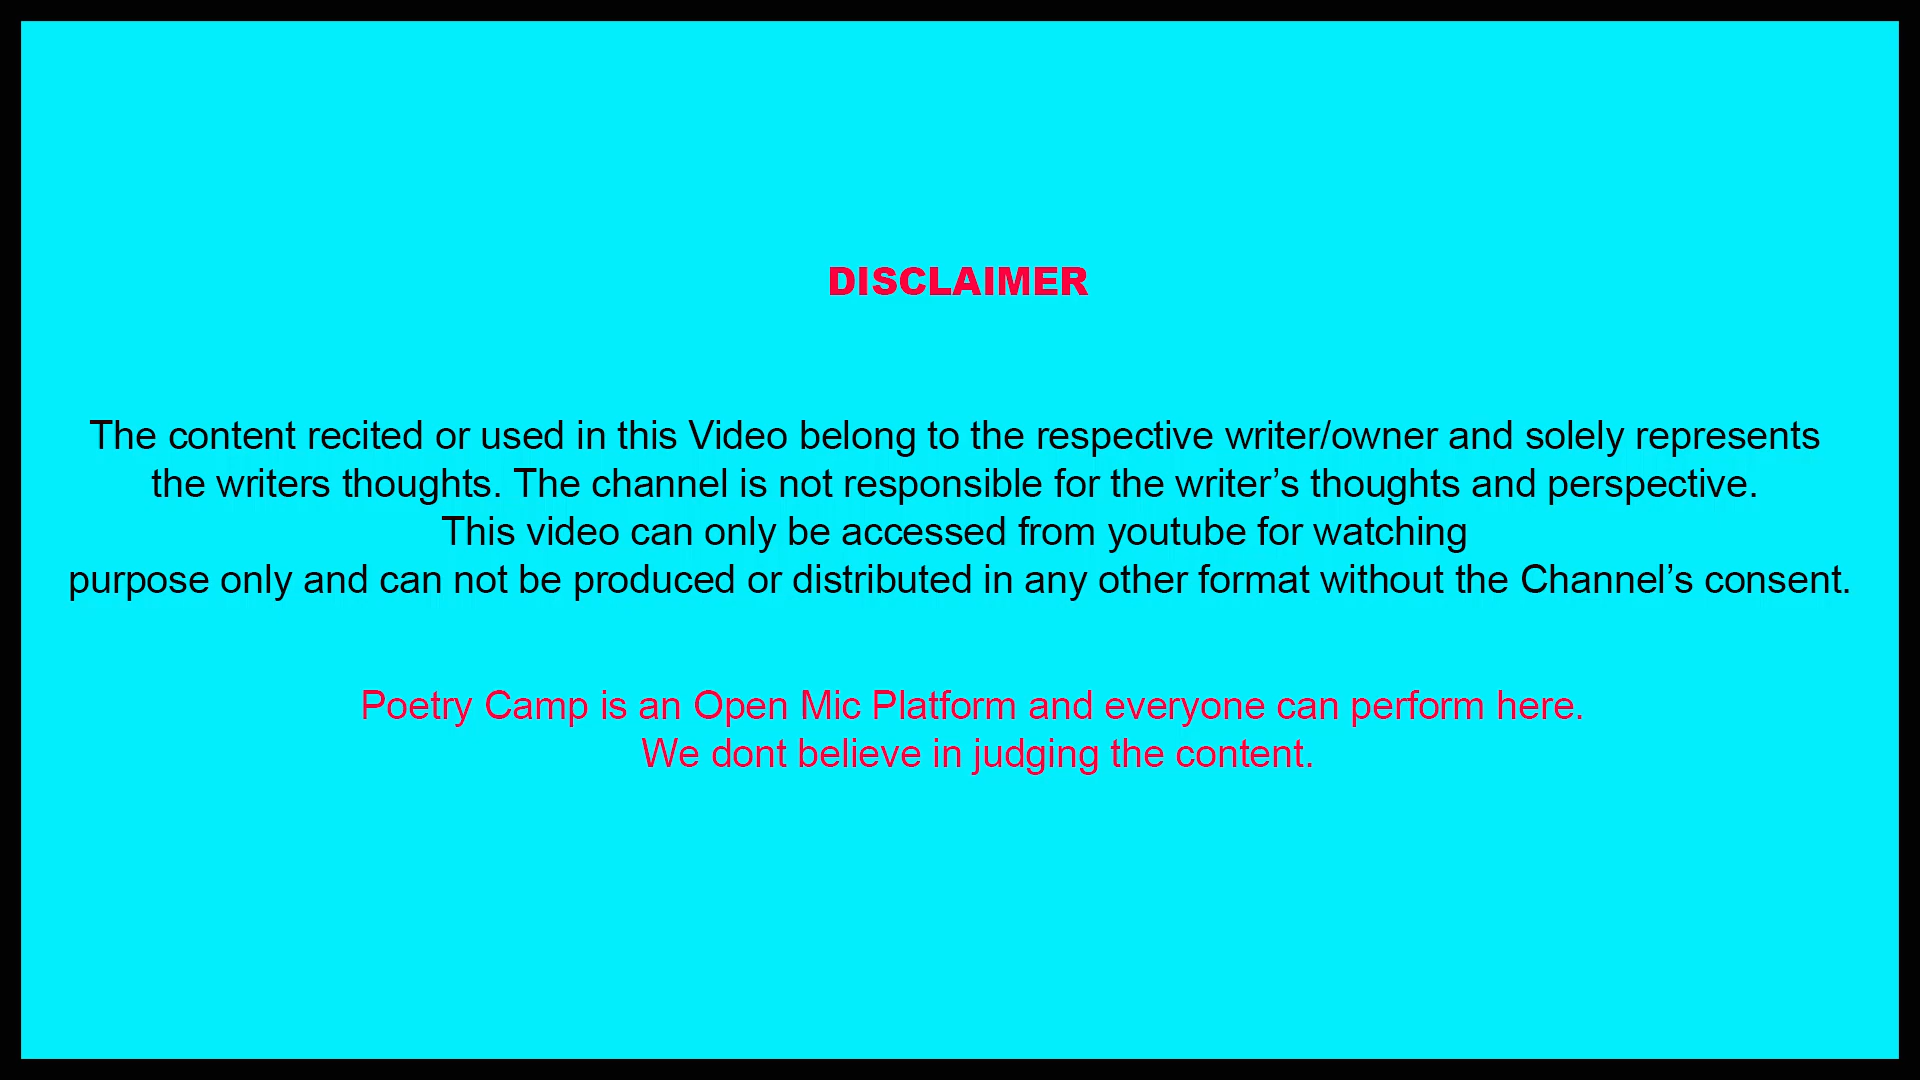 DISCLAIMER
The content recited or used in this Video belong to the respective writer/owner and solely represents
the writers thoughts. The channel is not responsible for the writer’s thoughts and perspective.
This video can only be accessed from youtube for watching
purpose only and can not be produced or distributed in any other format without the Channel’s consent.
Poetry Camp is an Open Mic Platform and everyone can perform here.
We dont believe in judging the content.